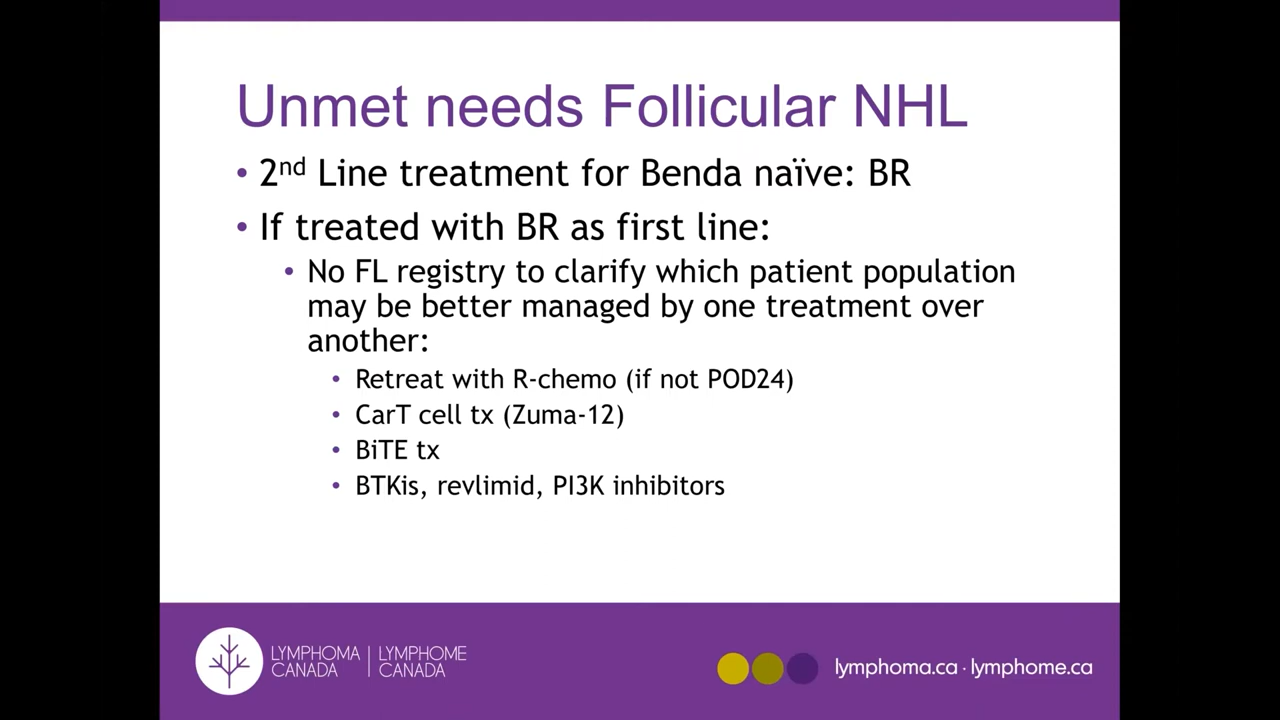 Unmet needs Follicular NHL
• 2nd Line treatment for Benda naïve: BR
• If treated with BR as first line:
• No FL registry to clarify which patient population
may be better managed by one treatment over
another:
• Retreat with R-chemo (if not POD24)
• CarT cell tx (Zuma-12)
• BiTE tx
• BTKis, revlimid, PI3K inhibitors
LYMPHOMA | LYMPHOME
CANADA | CANADA
lymphoma.ca · lymphome.ca